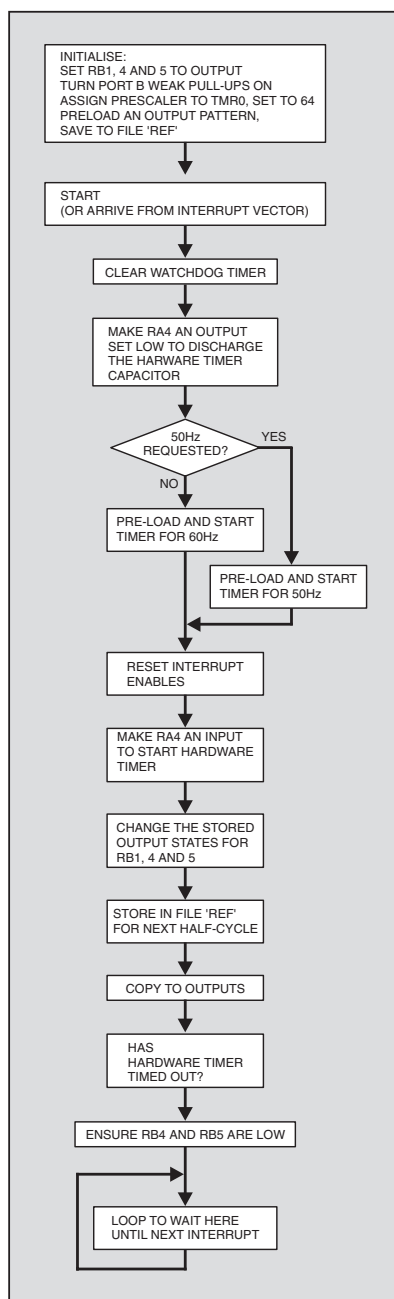 INITIALISE:
SET RB1, 4 AND 5 TO OUTPUT
TURN PORT B WEAK PULL-UPS ON
ASSIGN PRESCALER TO TMR0, SET TO 64
PRELOAD AN OUTPUT PATTERN,
SAVE TO FILE 'REF'
START
(OR ARRIVE FROM INTERRUPT VECTOR)
CLEAR WATCHDOG TIMER
MAKE RA4 AN OUTPUT
SET LOW TO DISCHARGE
THE HARWARE TIMER
CAPACITOR
50Hz
REQUESTED?
YES
NO
PRE-LOAD AND START
TIMER FOR 60Hz
PRE-LOAD AND START
TIMER FOR 50Hz
RESET INTERRUPT
ENABLES
MAKE RA4 AN INPUT
TO START HARDWARE
TIMER
CHANGE THE STORED
OUTPUT STATES FOR
RB1, 4 AND 5
STORE IN FILE 'REF'
FOR NEXT HALF-CYCLE
COPY TO OUTPUTS
HAS
HARDWARE TIMER
TIMED OUT?
ENSURE RB4 AND RB5 ARE LOW
LOOP TO WAIT HERE
UNTIL NEXT INTERRUPT